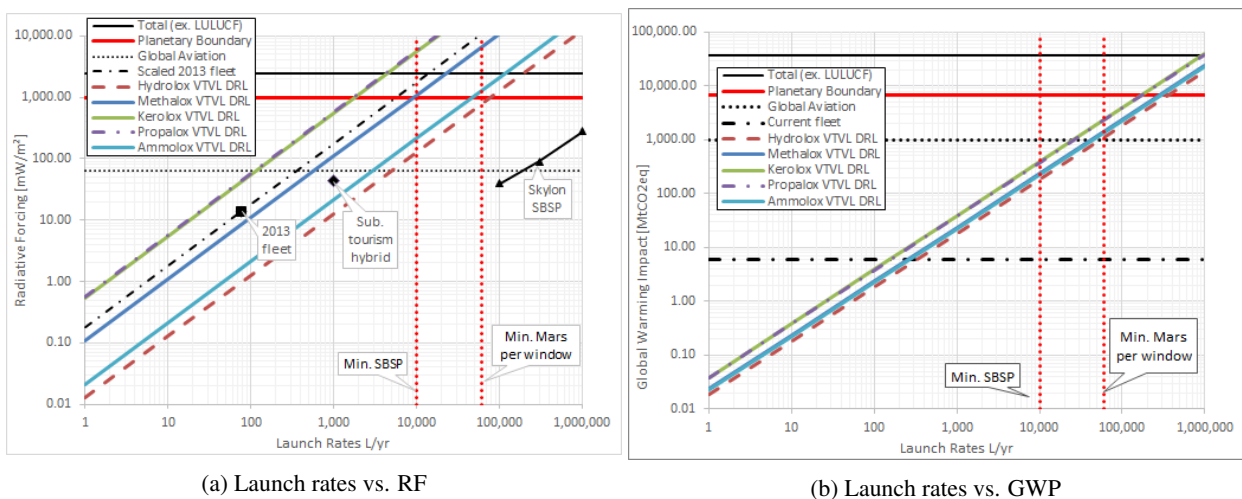 10,000.00
1,000.00
100.00
10.00
1.00
0.10
0.01
Radiative Forcing [mW/m²]
Total (ex. LULUCF)
Planetary Boundary
Global Aviation
Scaled 2013 fleet
Hydrolox VTVL DRL
Methalox VTVL DRL
Kerolox VTVL DRL
Propalox VTVL DRL
Ammolox VTVL DRL
2013
fleet
Sub.
tourism
hybrid
Skylon
SBSP
Min. SBSP
Min. Mars
per window
1 10 100 1,000 10,000 100,000 1,000,000
Launch Rates L/yr
(a) Launch rates vs. RF
100,000.00
10,000.00
1,000.00
100.00
10.00
1.00
0.10
0.01
Global Warming Impact [MtCO2eq]
Total (ex. LULUCF)
Planetary Boundary
Global Aviation
Current fleet
Hydrolox VTVL DRL
Methalox VTVL DRL
Kerolox VTVL DRL
Propalox VTVL DRL
Ammolox VTVL DRL
Min. SBSP
Min. Mars
per window
1 10 100 1,000 10,000 100,000 1,000,000
Launch Rates L/yr
(b) Launch rates vs. GWP